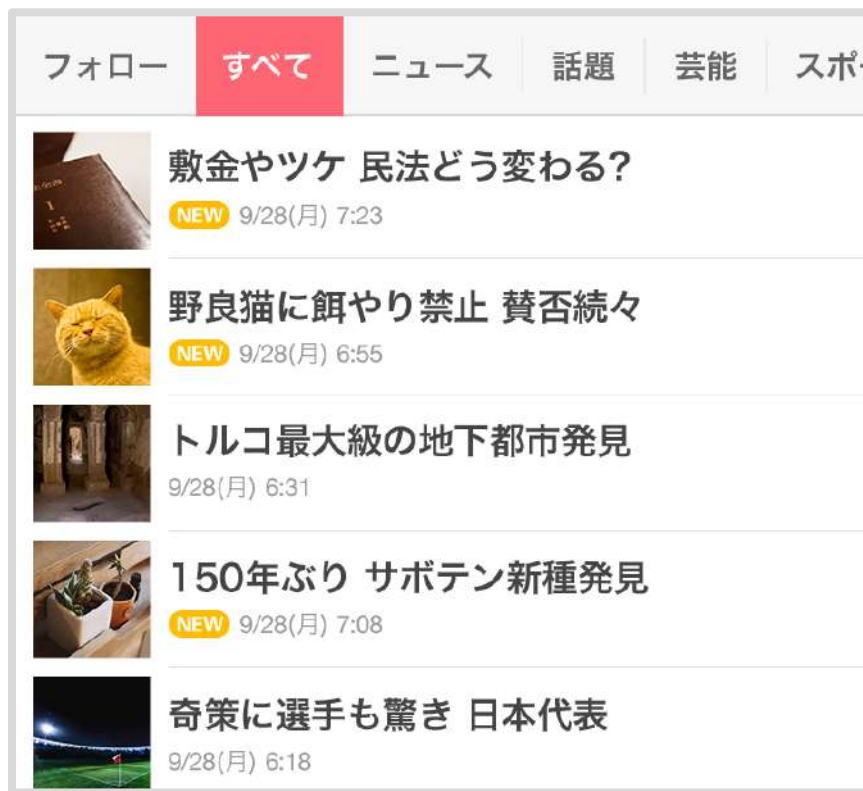 フォロー すべて ニュース 話題 芸能 スポー
敷金やツケ 民法どう変わる?
NEW 9/28(月) 7:23
野良猫に餌やり禁止 賛否続々
NEW 9/28(月) 6:55
トルコ最大級の地下都市発見
9/28(月) 6:31
150年ぶり サボテン新種発見
NEW 9/28(月) 7:08
奇策に選手も驚き 日本代表
9/28(月) 6:18